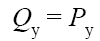 Qy = Py